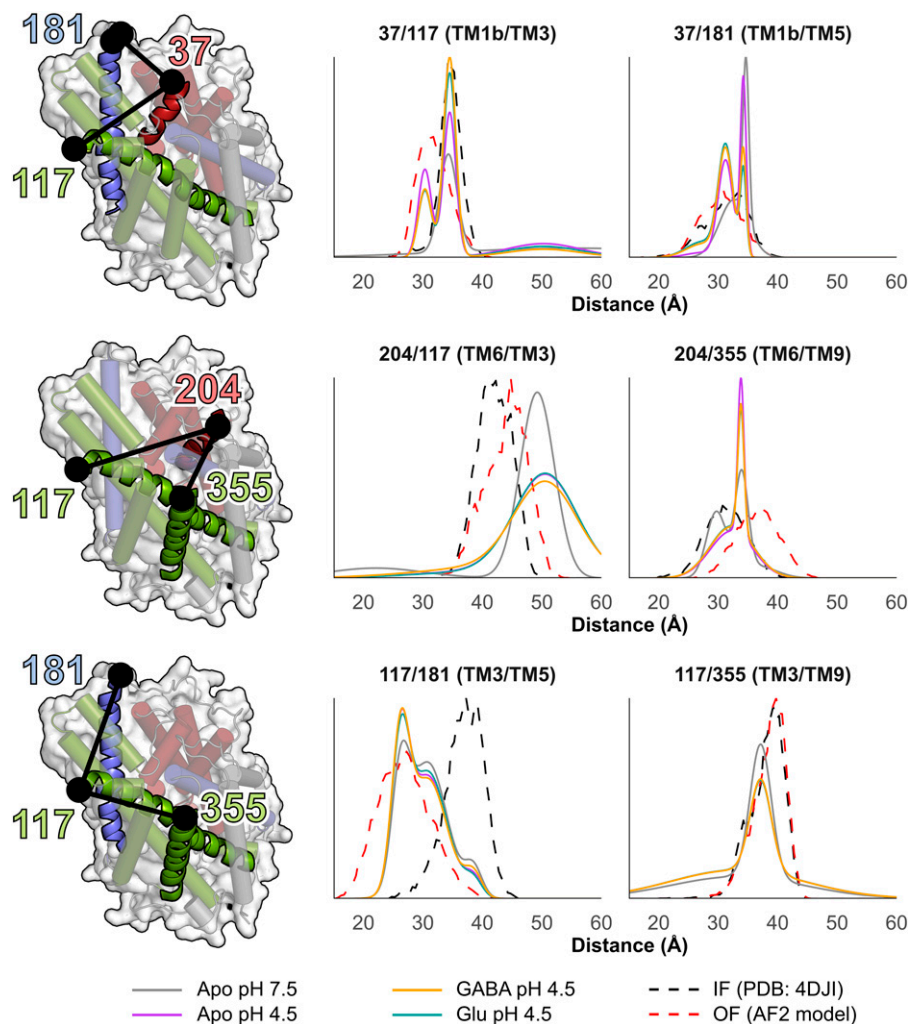 181
37
117
37/117 (TM1b/TM3)
20 30 40 50 60
Distance (Å)
37/181 (TM1b/TM5)
20 30 40 50 60
Distance (Å)
204
117
355
204/117 (TM6/TM3)
20 30 40 50 60
Distance (Å)
204/355 (TM6/TM9)
20 30 40 50 60
Distance (Å)
181
117
355
117/181 (TM3/TM5)
20 30 40 50 60
Distance (Å)
117/355 (TM3/TM9)
20 30 40 50 60
Distance (Å)
Apo pH 7.5
GABA pH 4.5
IF (PDB: 4DJI)
Apo pH 4.5
Glu pH 4.5
OF (AF2 model)